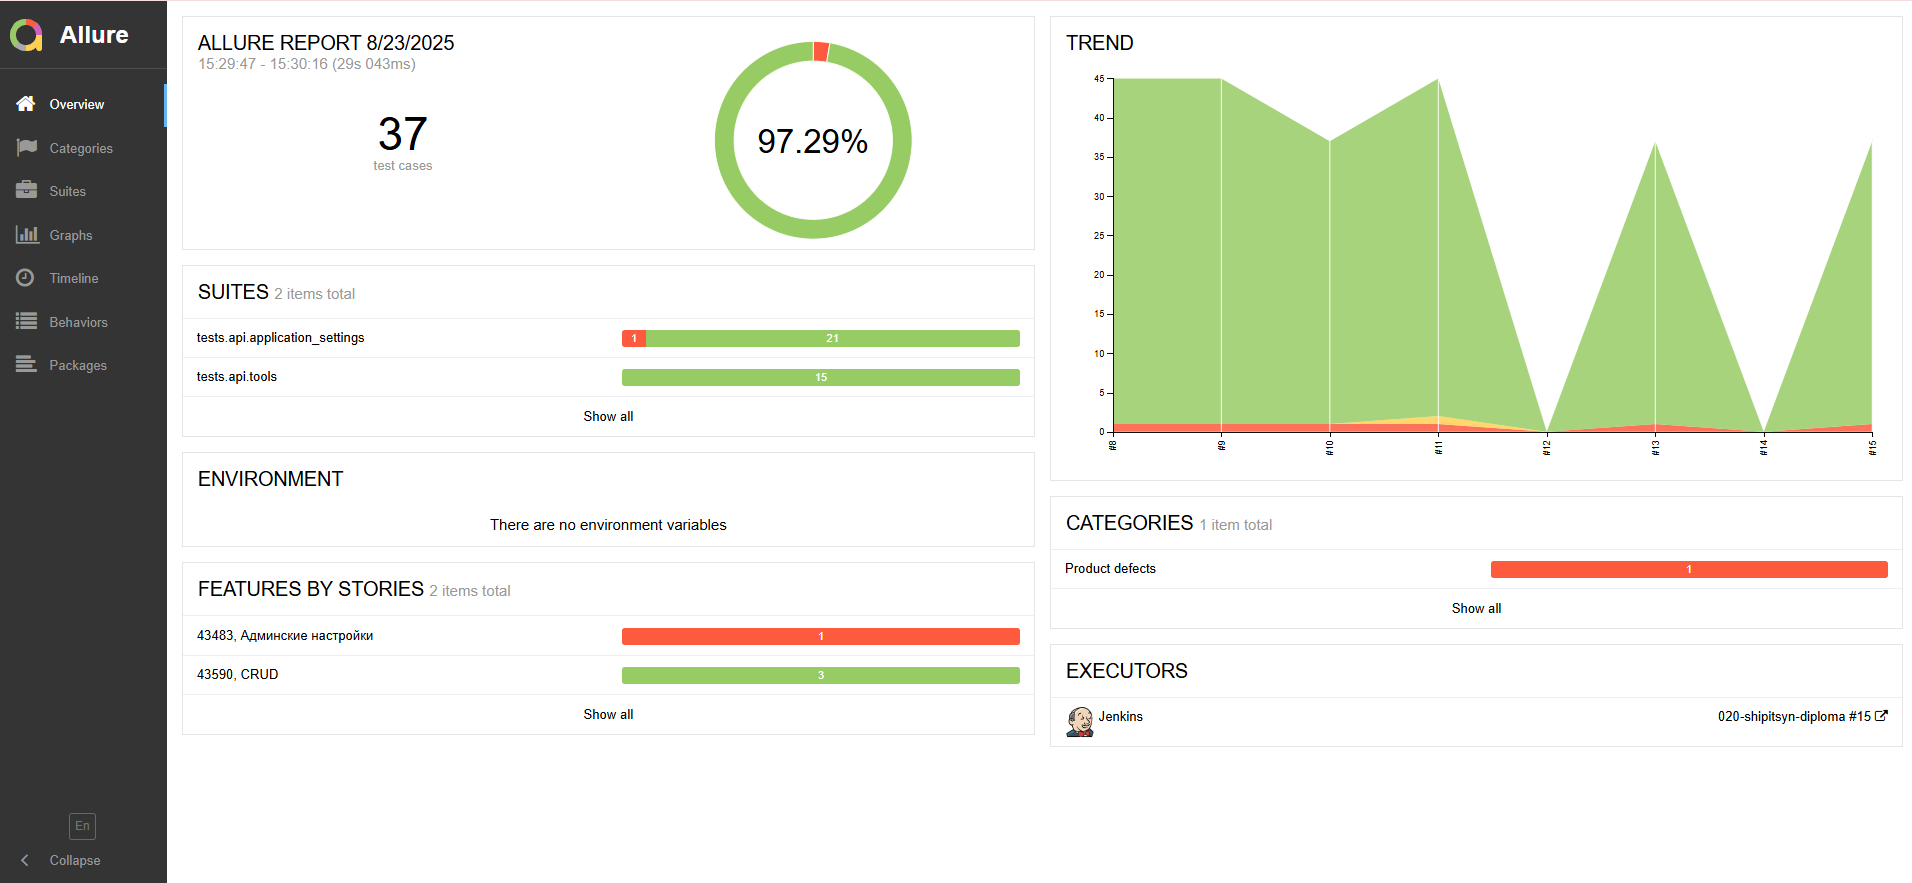 Allure
Overview
Categories
Suites
Graphs
Timeline
Behaviors
Packages
En
Collapse
ALLURE REPORT 8/23/2025
15:29:47 - 15:30:16 (29s 043ms)
37
test cases
97.29%
SUITES 2 items total
tests.api.application_settings 1 21
tests.api.tools 15
Show all
ENVIRONMENT
There are no environment variables
FEATURES BY STORIES 2 items total
43483, Админские настройки 1
43590, CRUD 3
Show all
TREND
45
40
35
30
25
20
15
10
5
0
#8 #9 #10 #11 #12 #13 #14 #15
CATEGORIES 1 item total
Product defects 1
Show all
EXECUTORS
Jenkins 020-shipitsyn-diploma #15